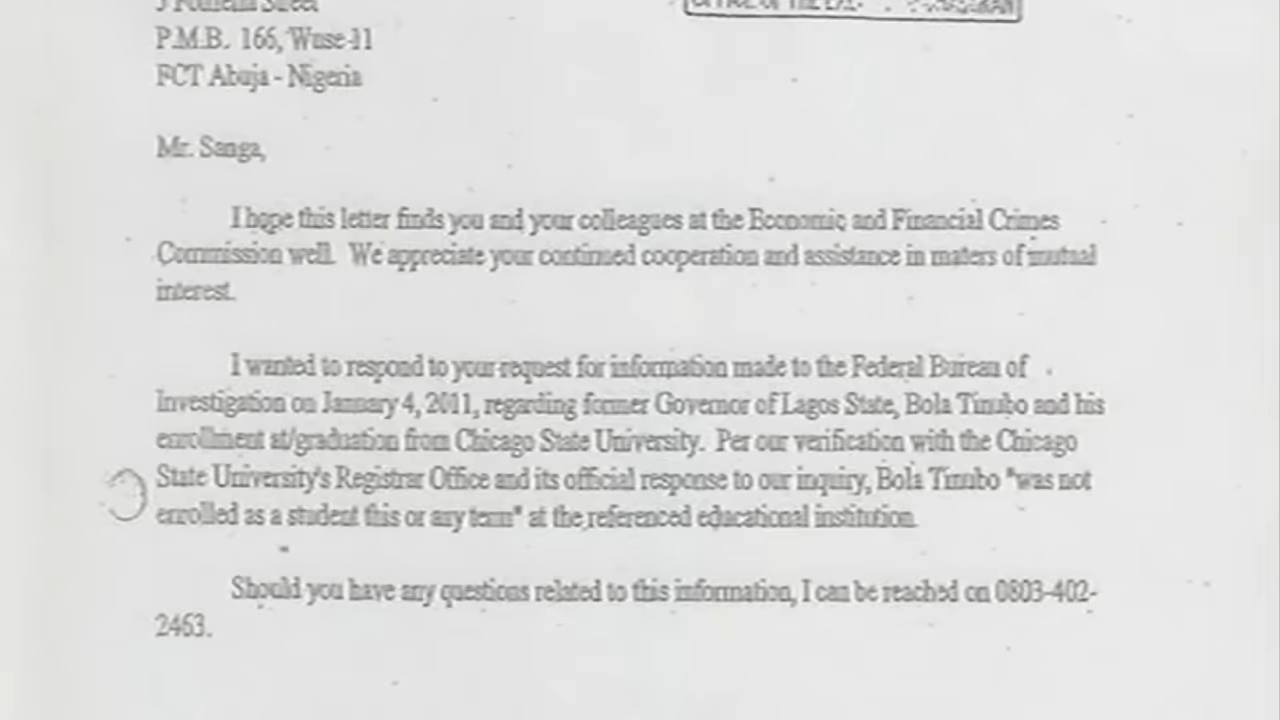 OFFICE OF THE
P.M.B. 166, Wuse-11
FCT Abuja - Nigeria
Mr. Sanga,
I hope this letter finds you and your colleagues at the Economic and Financial Crimes
Commission well. We appreciate your continued cooperation and assistance in maters of mutual
interest.
I wanted to respond to your request for information made to the Federal Bureau of
Investigation on January 4, 2011, regarding former Governor of Lagos State, Bola Tinubo and his
enrollment at/graduation from Chicago State University. Per our verification with the Chicago
State University's Registrar Office and its official response to our inquiry, Bola Tinubo "was not
enrolled as a student this or any term" at the referenced educational institution.
Should you have any questions related to this information, I can be reached on 0803-402-
2463.